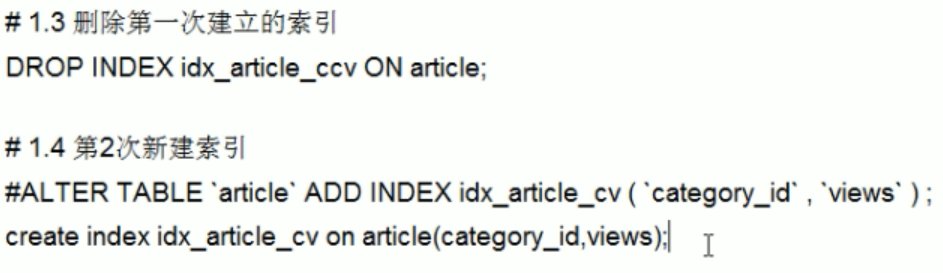 # 1.3 删除第一次建立的索引
DROP INDEX idx_article_ccv ON article;
# 1.4 第2次新建索引
#ALTER TABLE `article` ADD INDEX idx_article_cv ( `category_id` , `views` ) ;
create index idx_article_cv on article(category_id,views);